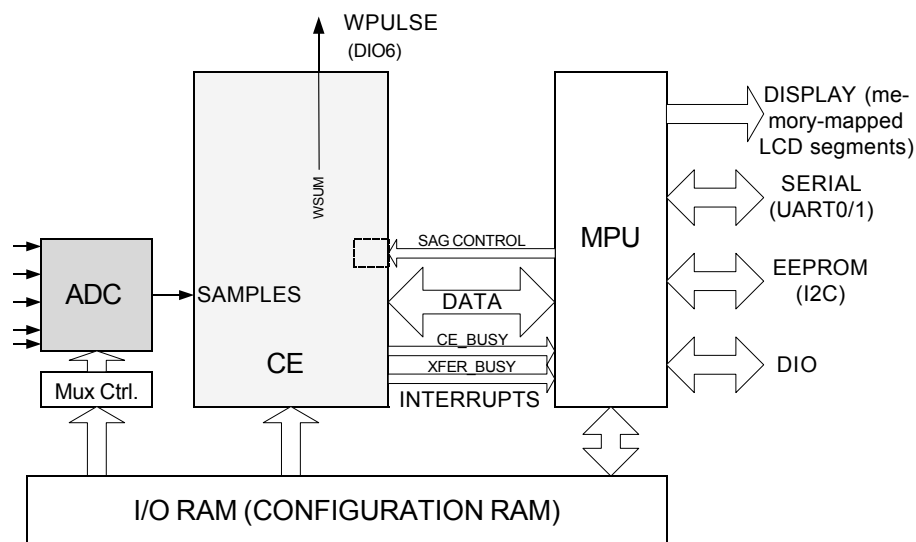 WPULSE
(DIO6)
DISPLAY (me-
mory-mapped
LCD segments)
WSUM
SERIAL
(UART0/1)
SAG CONTROL
MPU
ADC
SAMPLES
DATA
EEPROM
(I2C)
CE_BUSY
CE
XFER_BUSY
DIO
Mux Ctrl.
INTERRUPTS
I/O RAM (CONFIGURATION RAM)